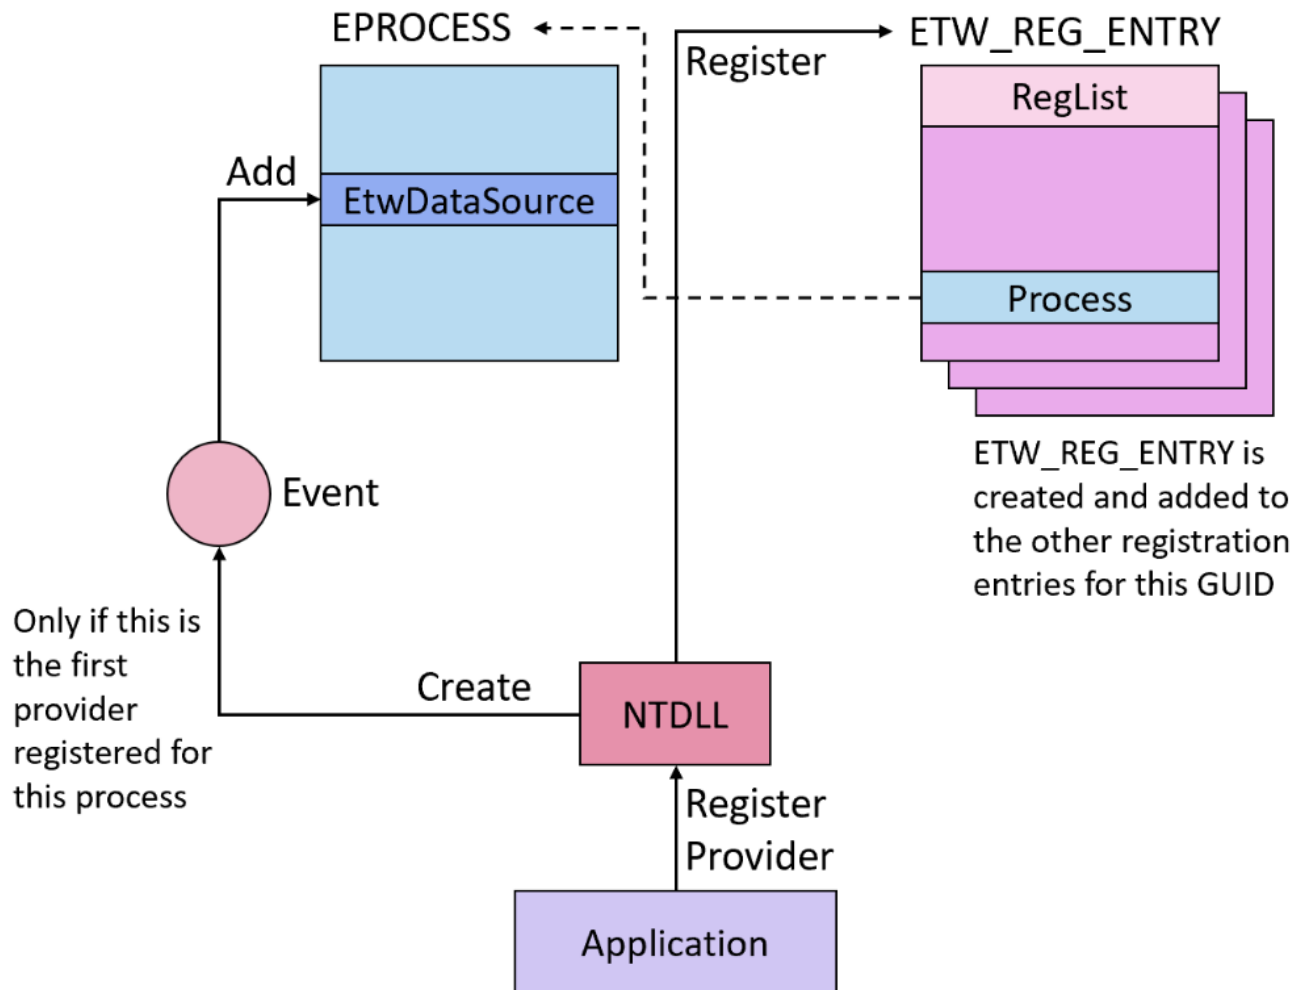 EPROCESS
ETW_REG_ENTRY
Register
RegList
Add
EtwDataSource
Process
Event
ETW_REG_ENTRY is
created and added to
the other registration
entries for this GUID
Only if this is
the first
provider
registered for
this process
Create
NTDLL
Register
Provider
Application